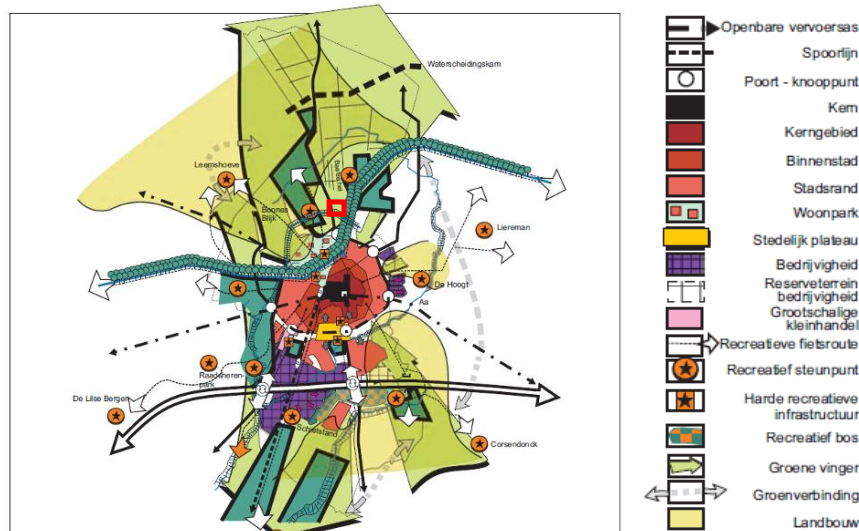 Waterscheidingskam
Leemshoeve
Boones
Blijk
Liereman
De Hoogt
Aa
Raadsheren-
park
De Lilse Bergen
Schietstand
Corsendonck
Openbare vervoersas
Spoorlijn
Poort - knooppunt
Kern
Kerngebied
Binnenstad
Stadsrand
Woonpark
Stedelijk plateau
Bedrijvigheid
Reserveterrein
bedrijvigheid
Grootschalige
kleinhandel
Recreatieve fietsroute
Recreatief steunpunt
Harde recreatieve
infrastructuur
Recreatief bos
Groene vinger
Groenverbinding
Landbouw